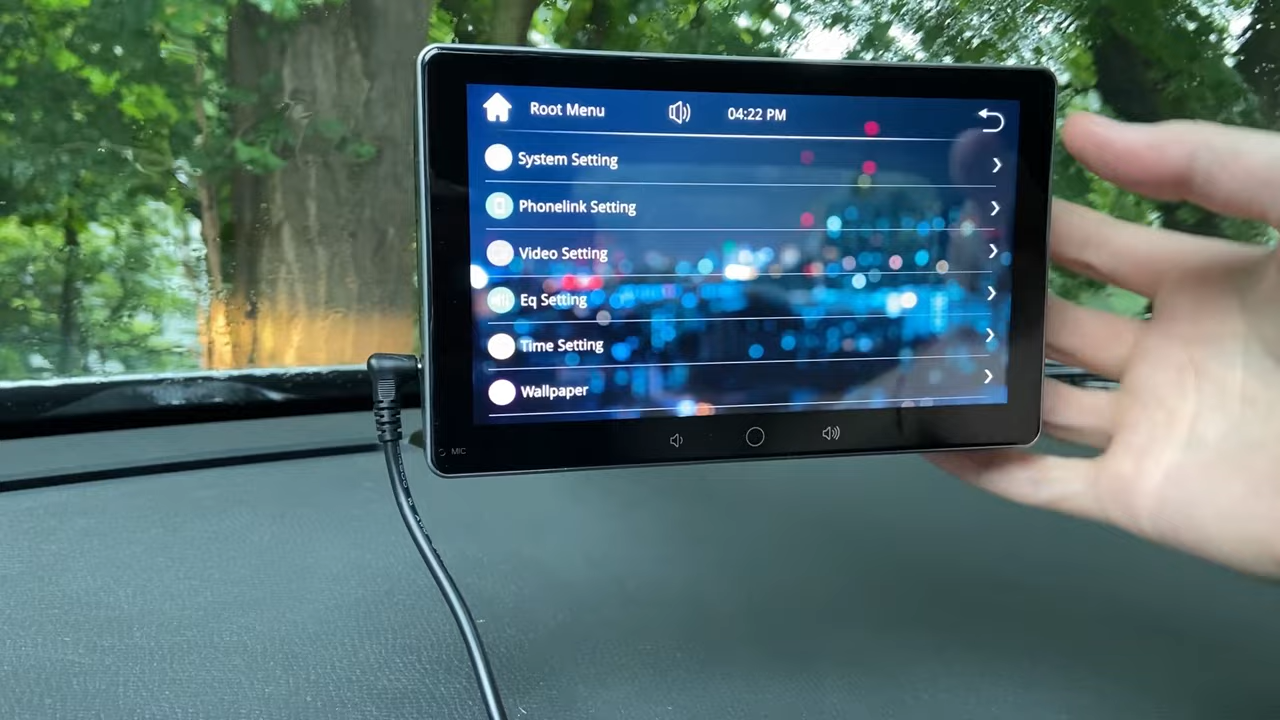 Root Menu 04:22 PM
System Setting
Phonelink Setting
Video Setting
Eq Setting
Time Setting
Wallpaper
MIC